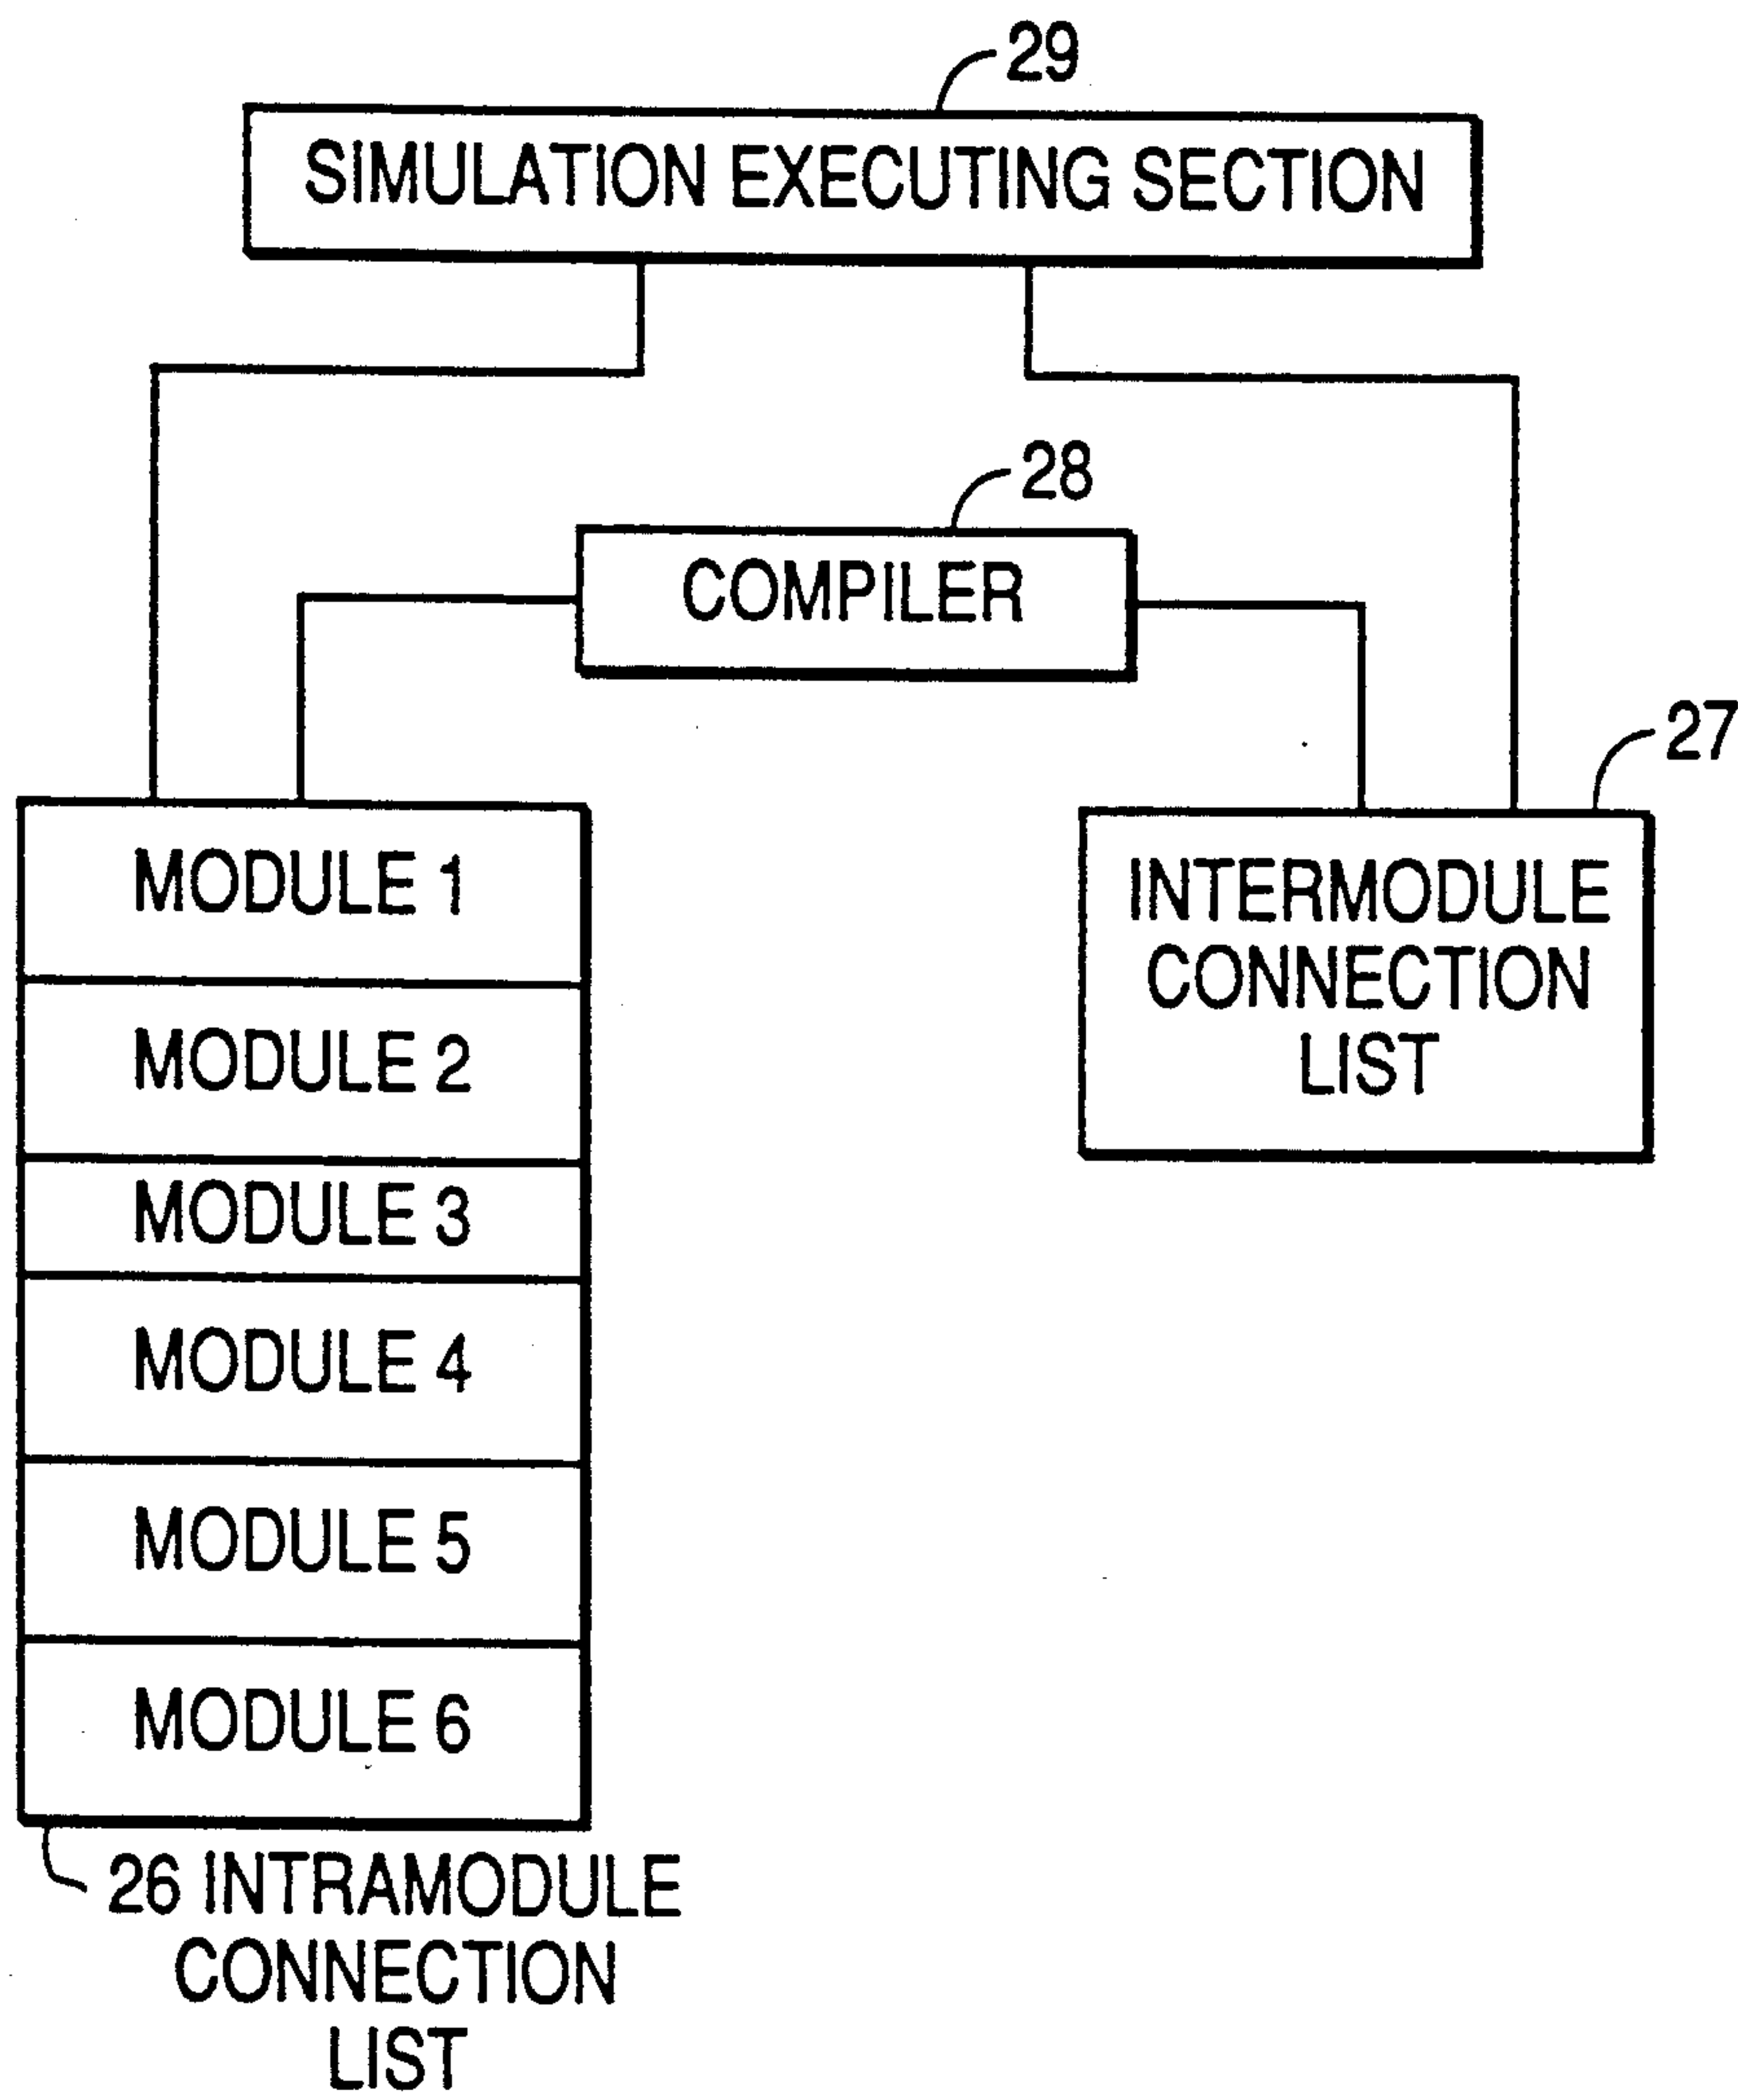 29
SIMULATION EXECUTING SECTION
28
COMPILER
27
MODULE 1
MODULE 2
MODULE 3
MODULE 4
MODULE 5
MODULE 6
INTERMODULE
CONNECTION
LIST
26 INTRAMODULE
CONNECTION
LIST